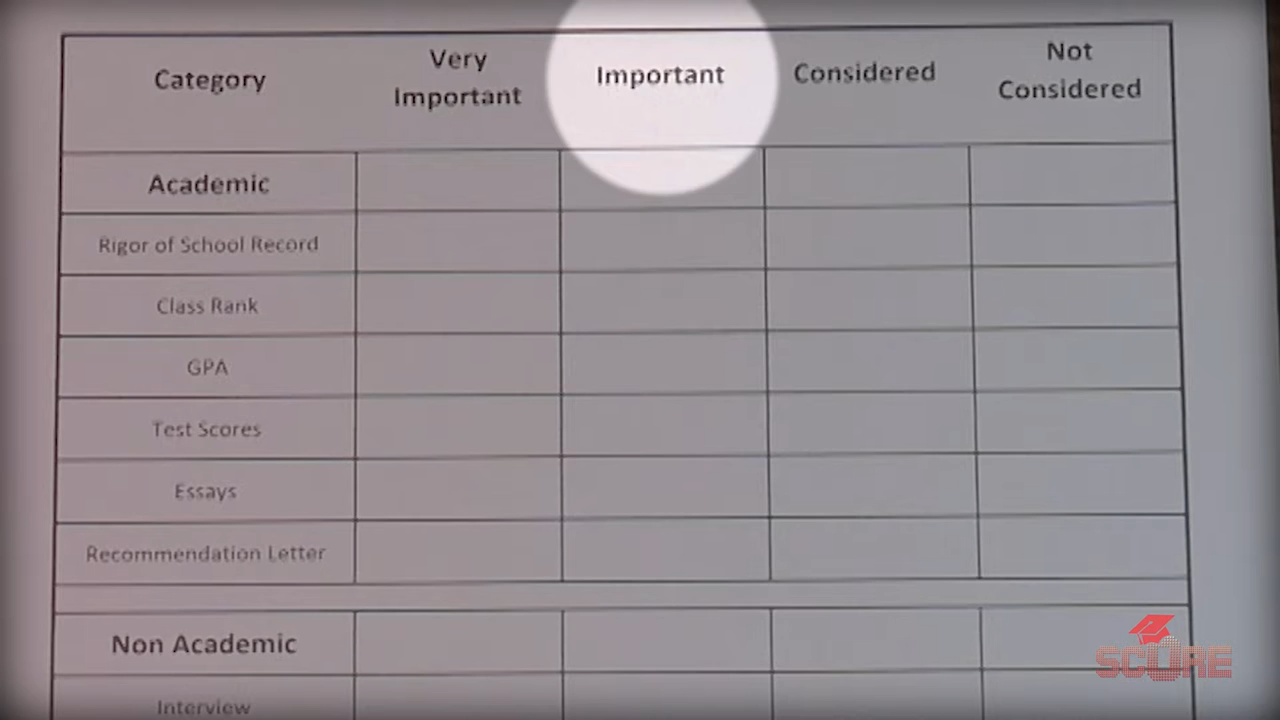 Category
Very
Important
Important
Considered
Not
Considered
Academic
Rigor of School Record
Class Rank
GPA
Test Scores
Essays
Recommendation Letter
Non Academic
Interview
SCORE